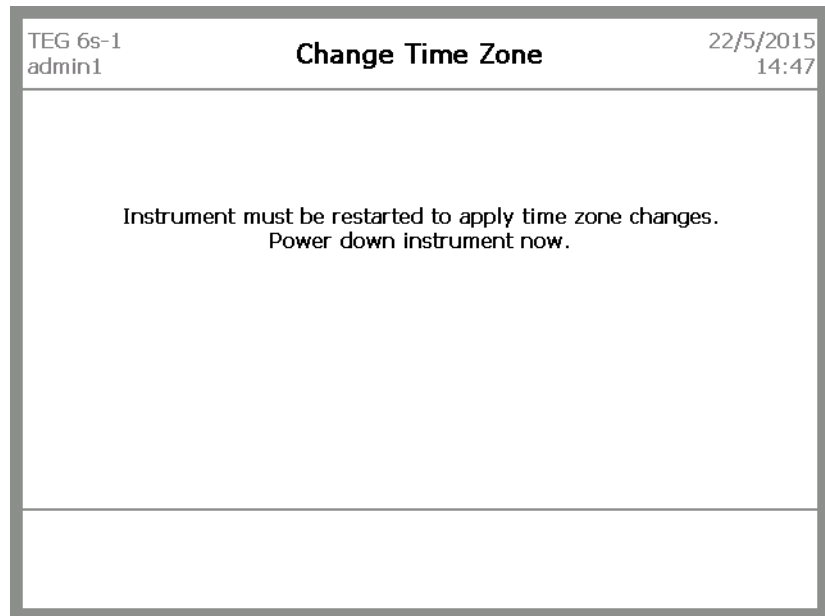 TEG 6s-1
admin1
Change Time Zone
22/5/2015
14:47
Instrument must be restarted to apply time zone changes.
Power down instrument now.